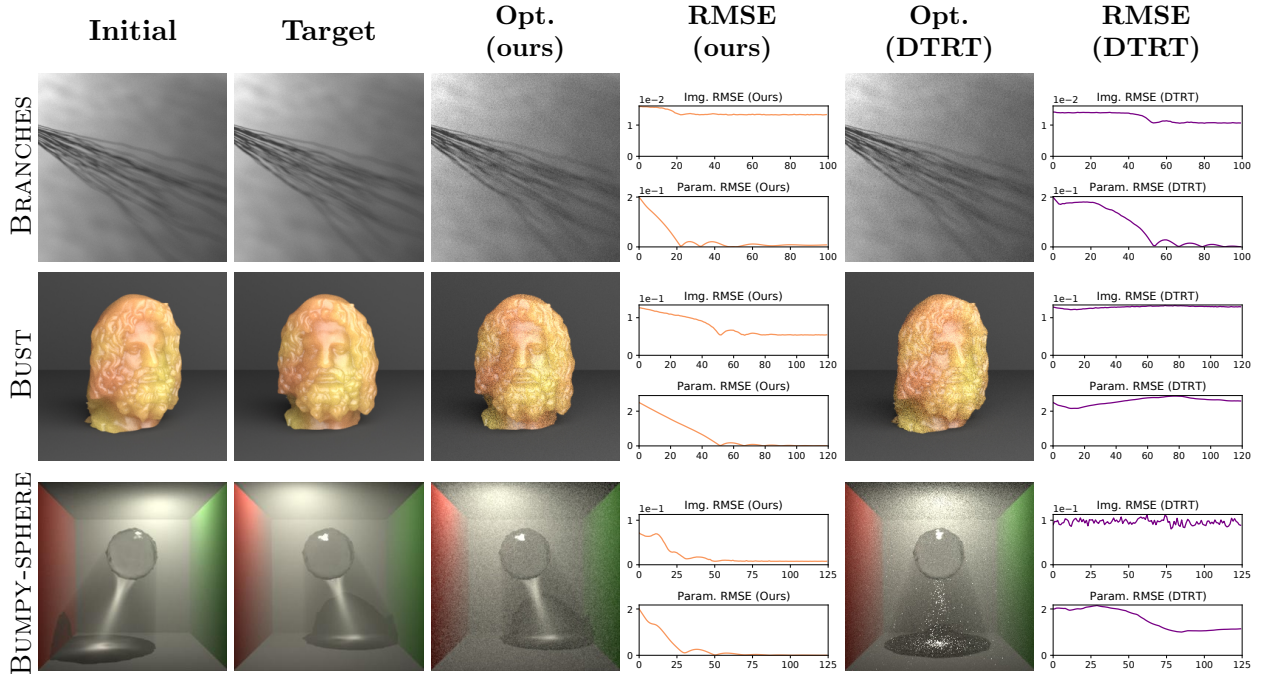 Initial
Target
Opt.
(ours)
RMSE
(ours)
Opt.
(DTRT)
RMSE
(DTRT)
BRANCHES
1e−2
Img. RMSE (Ours)
1
0
0 20 40 60 80 100
1e−1
Param. RMSE (Ours)
2
0
0 20 40 60 80 100
1e−2
Img. RMSE (DTRT)
1
0
0 20 40 60 80 100
1e−1
Param. RMSE (DTRT)
2
0
0 20 40 60 80 100
BUST
1e−1
Img. RMSE (Ours)
1
0
0 20 40 60 80 100 120
Param. RMSE (Ours)
2
0
0 20 40 60 80 100 120
1e−1
Img. RMSE (DTRT)
1
0
0 20 40 60 80 100 120
Param. RMSE (DTRT)
2
0
0 20 40 60 80 100 120
BUMPY-SPHERE
1e−1
Img. RMSE (Ours)
1
0
0 25 50 75 100 125
Param. RMSE (Ours)
2
1
0
0 25 50 75 100 125
1e−1
Img. RMSE (DTRT)
1
0
0 25 50 75 100 125
Param. RMSE (DTRT)
2
1
0
0 25 50 75 100 125